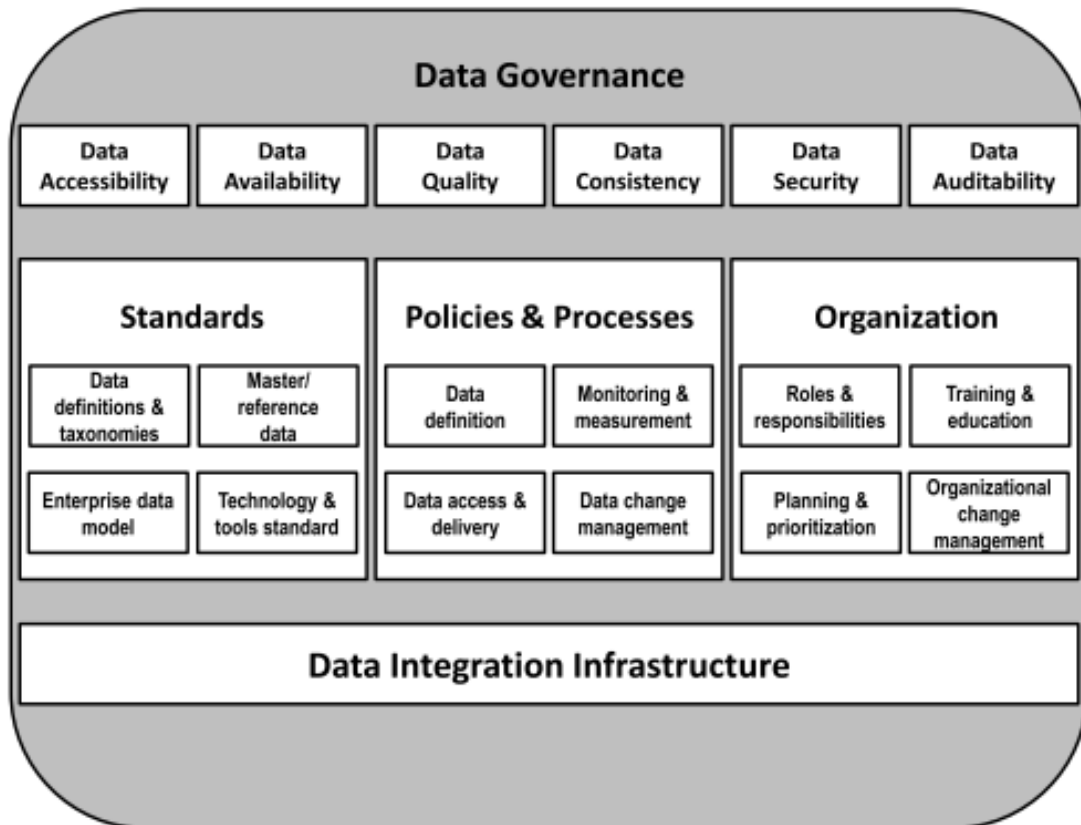 Data Governance
Data
Accessibility
Data
Availability
Data
Quality
Data
Consistency
Data
Security
Data
Auditability
Standards
Data
definitions &
taxonomies
Master/
reference
data
Enterprise data
model
Technology &
tools standard
Policies & Processes
Data
definition
Monitoring &
measurement
Data access &
delivery
Data change
management
Organization
Roles &
responsibilities
Training &
education
Planning &
prioritization
Organizational
change
management
Data Integration Infrastructure